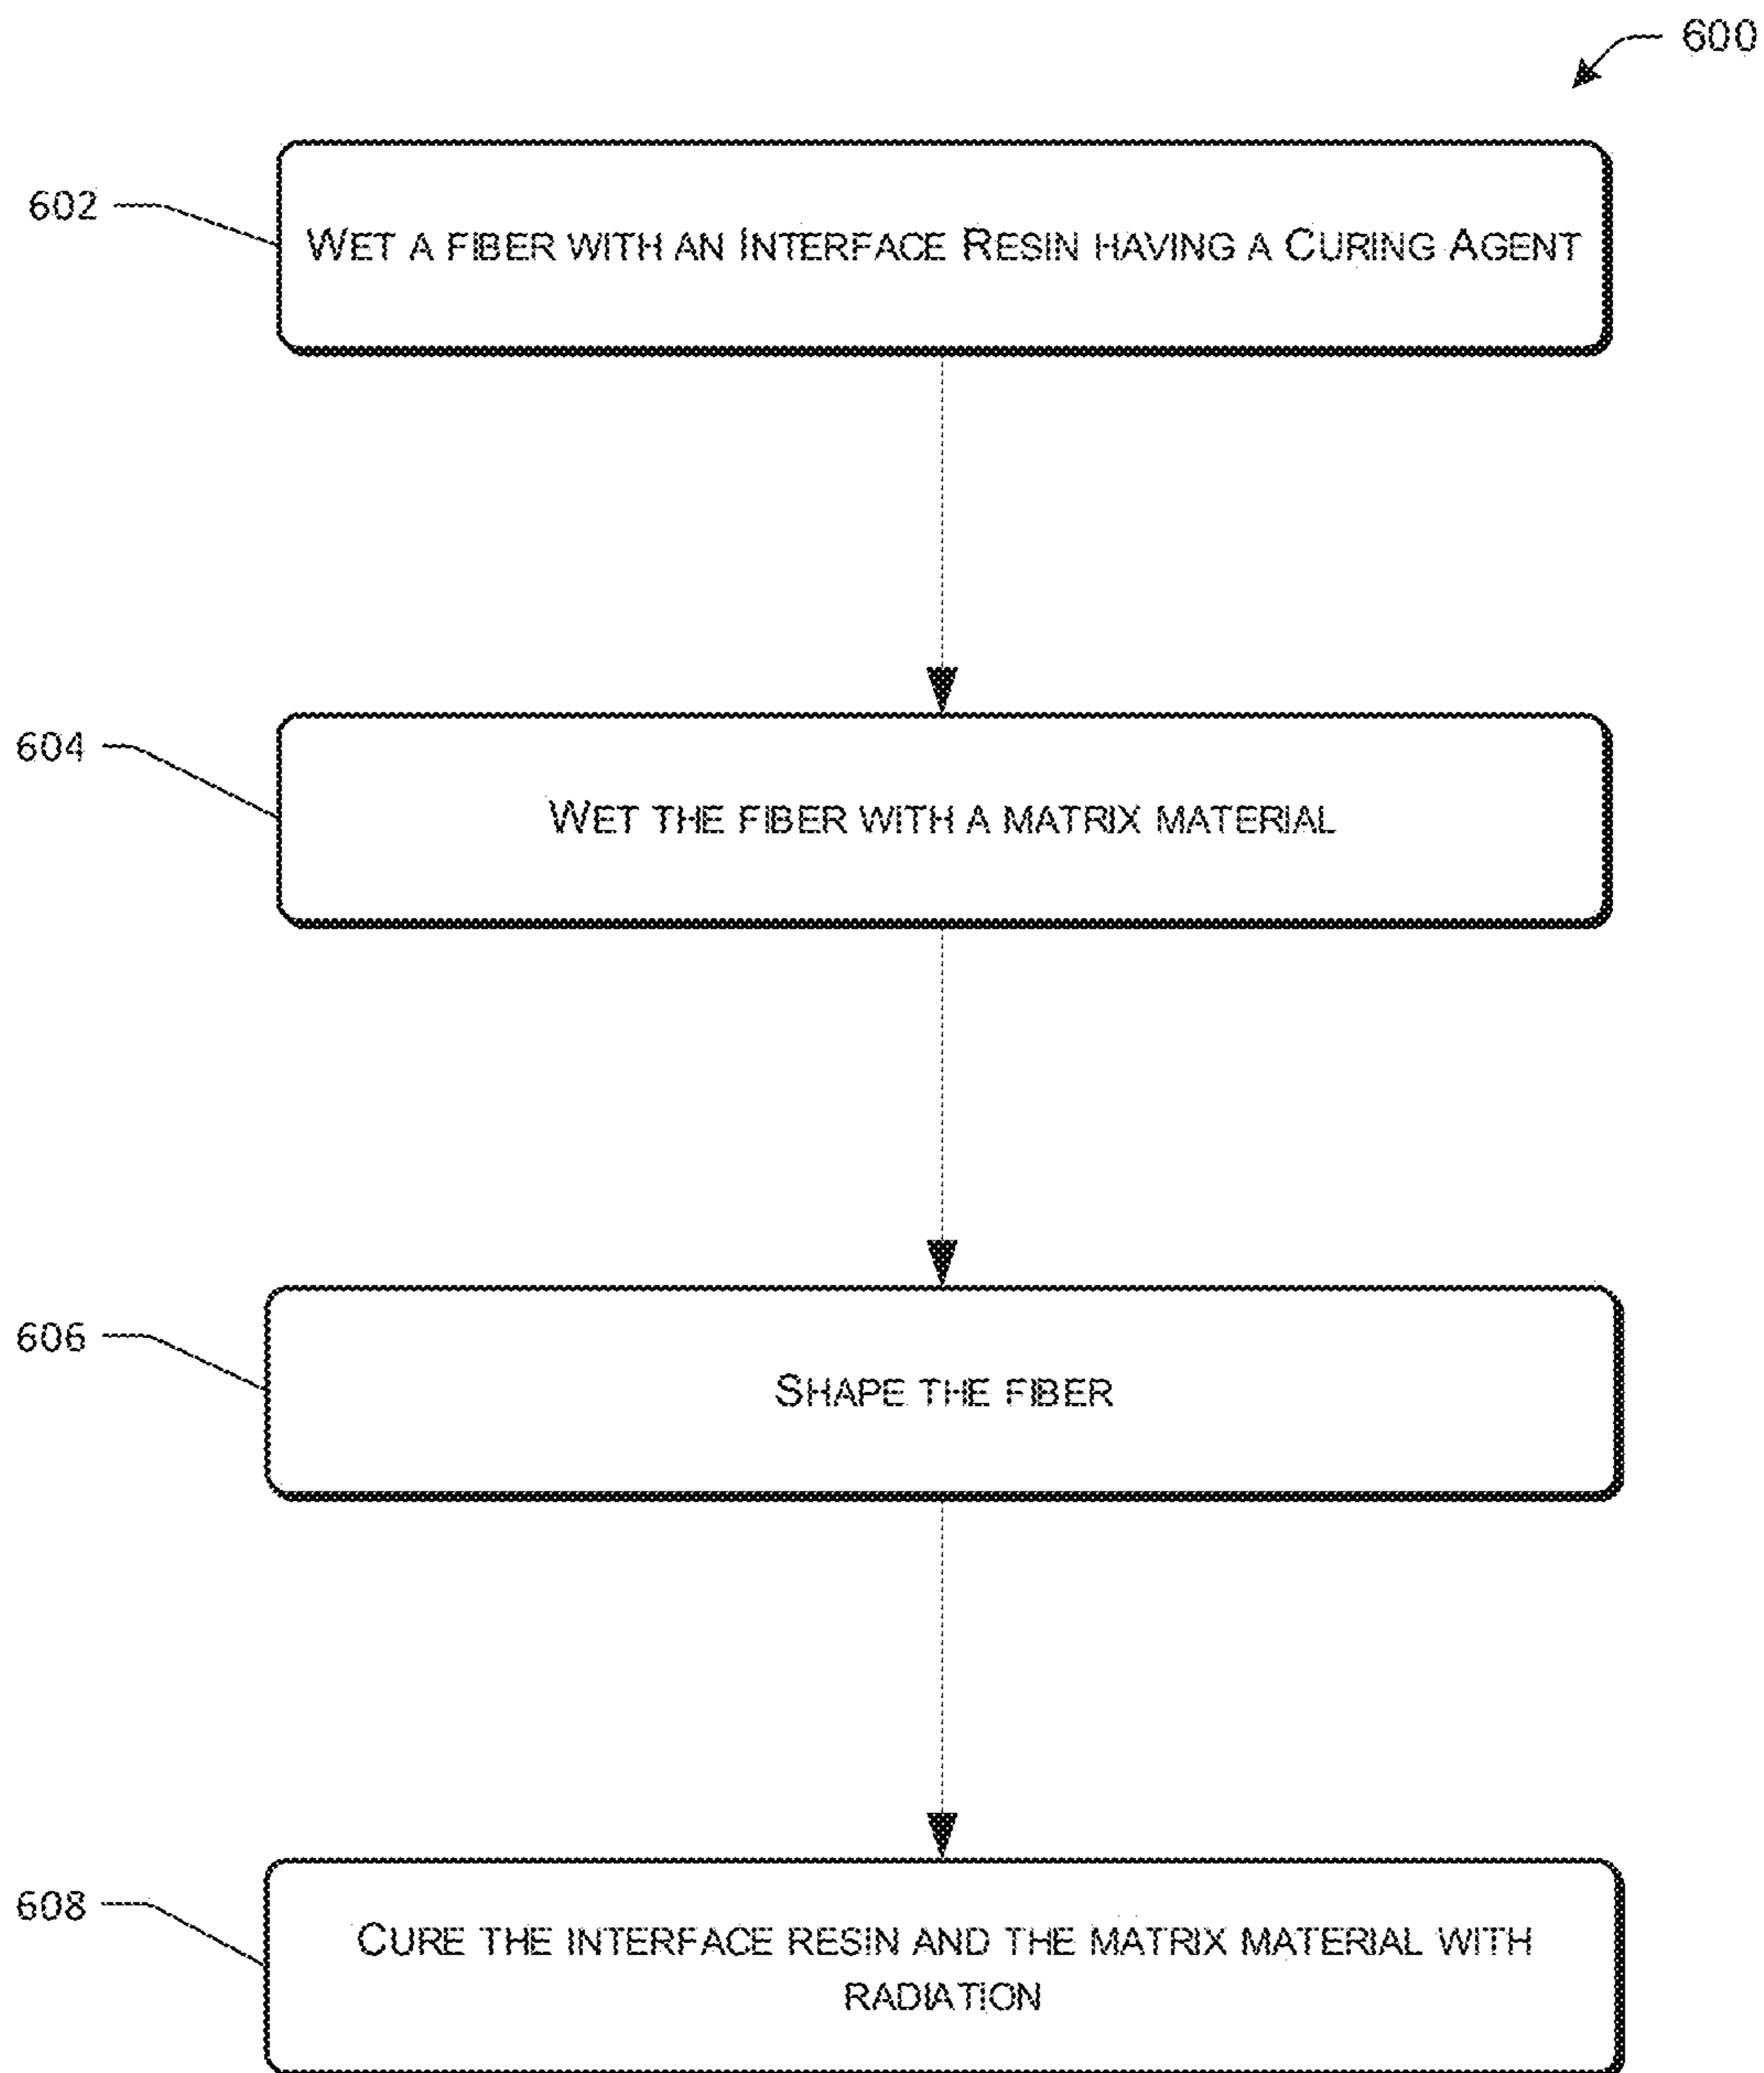 600
602
WET A FIBER WITH AN INTERFACE RESIN HAVING A CURING AGENT
604
WET THE FIBER WITH A MATRIX MATERIAL
606
SHAPE THE FIBER
608
CURE THE INTERFACE RESIN AND THE MATRIX MATERIAL WITH
RADIATION